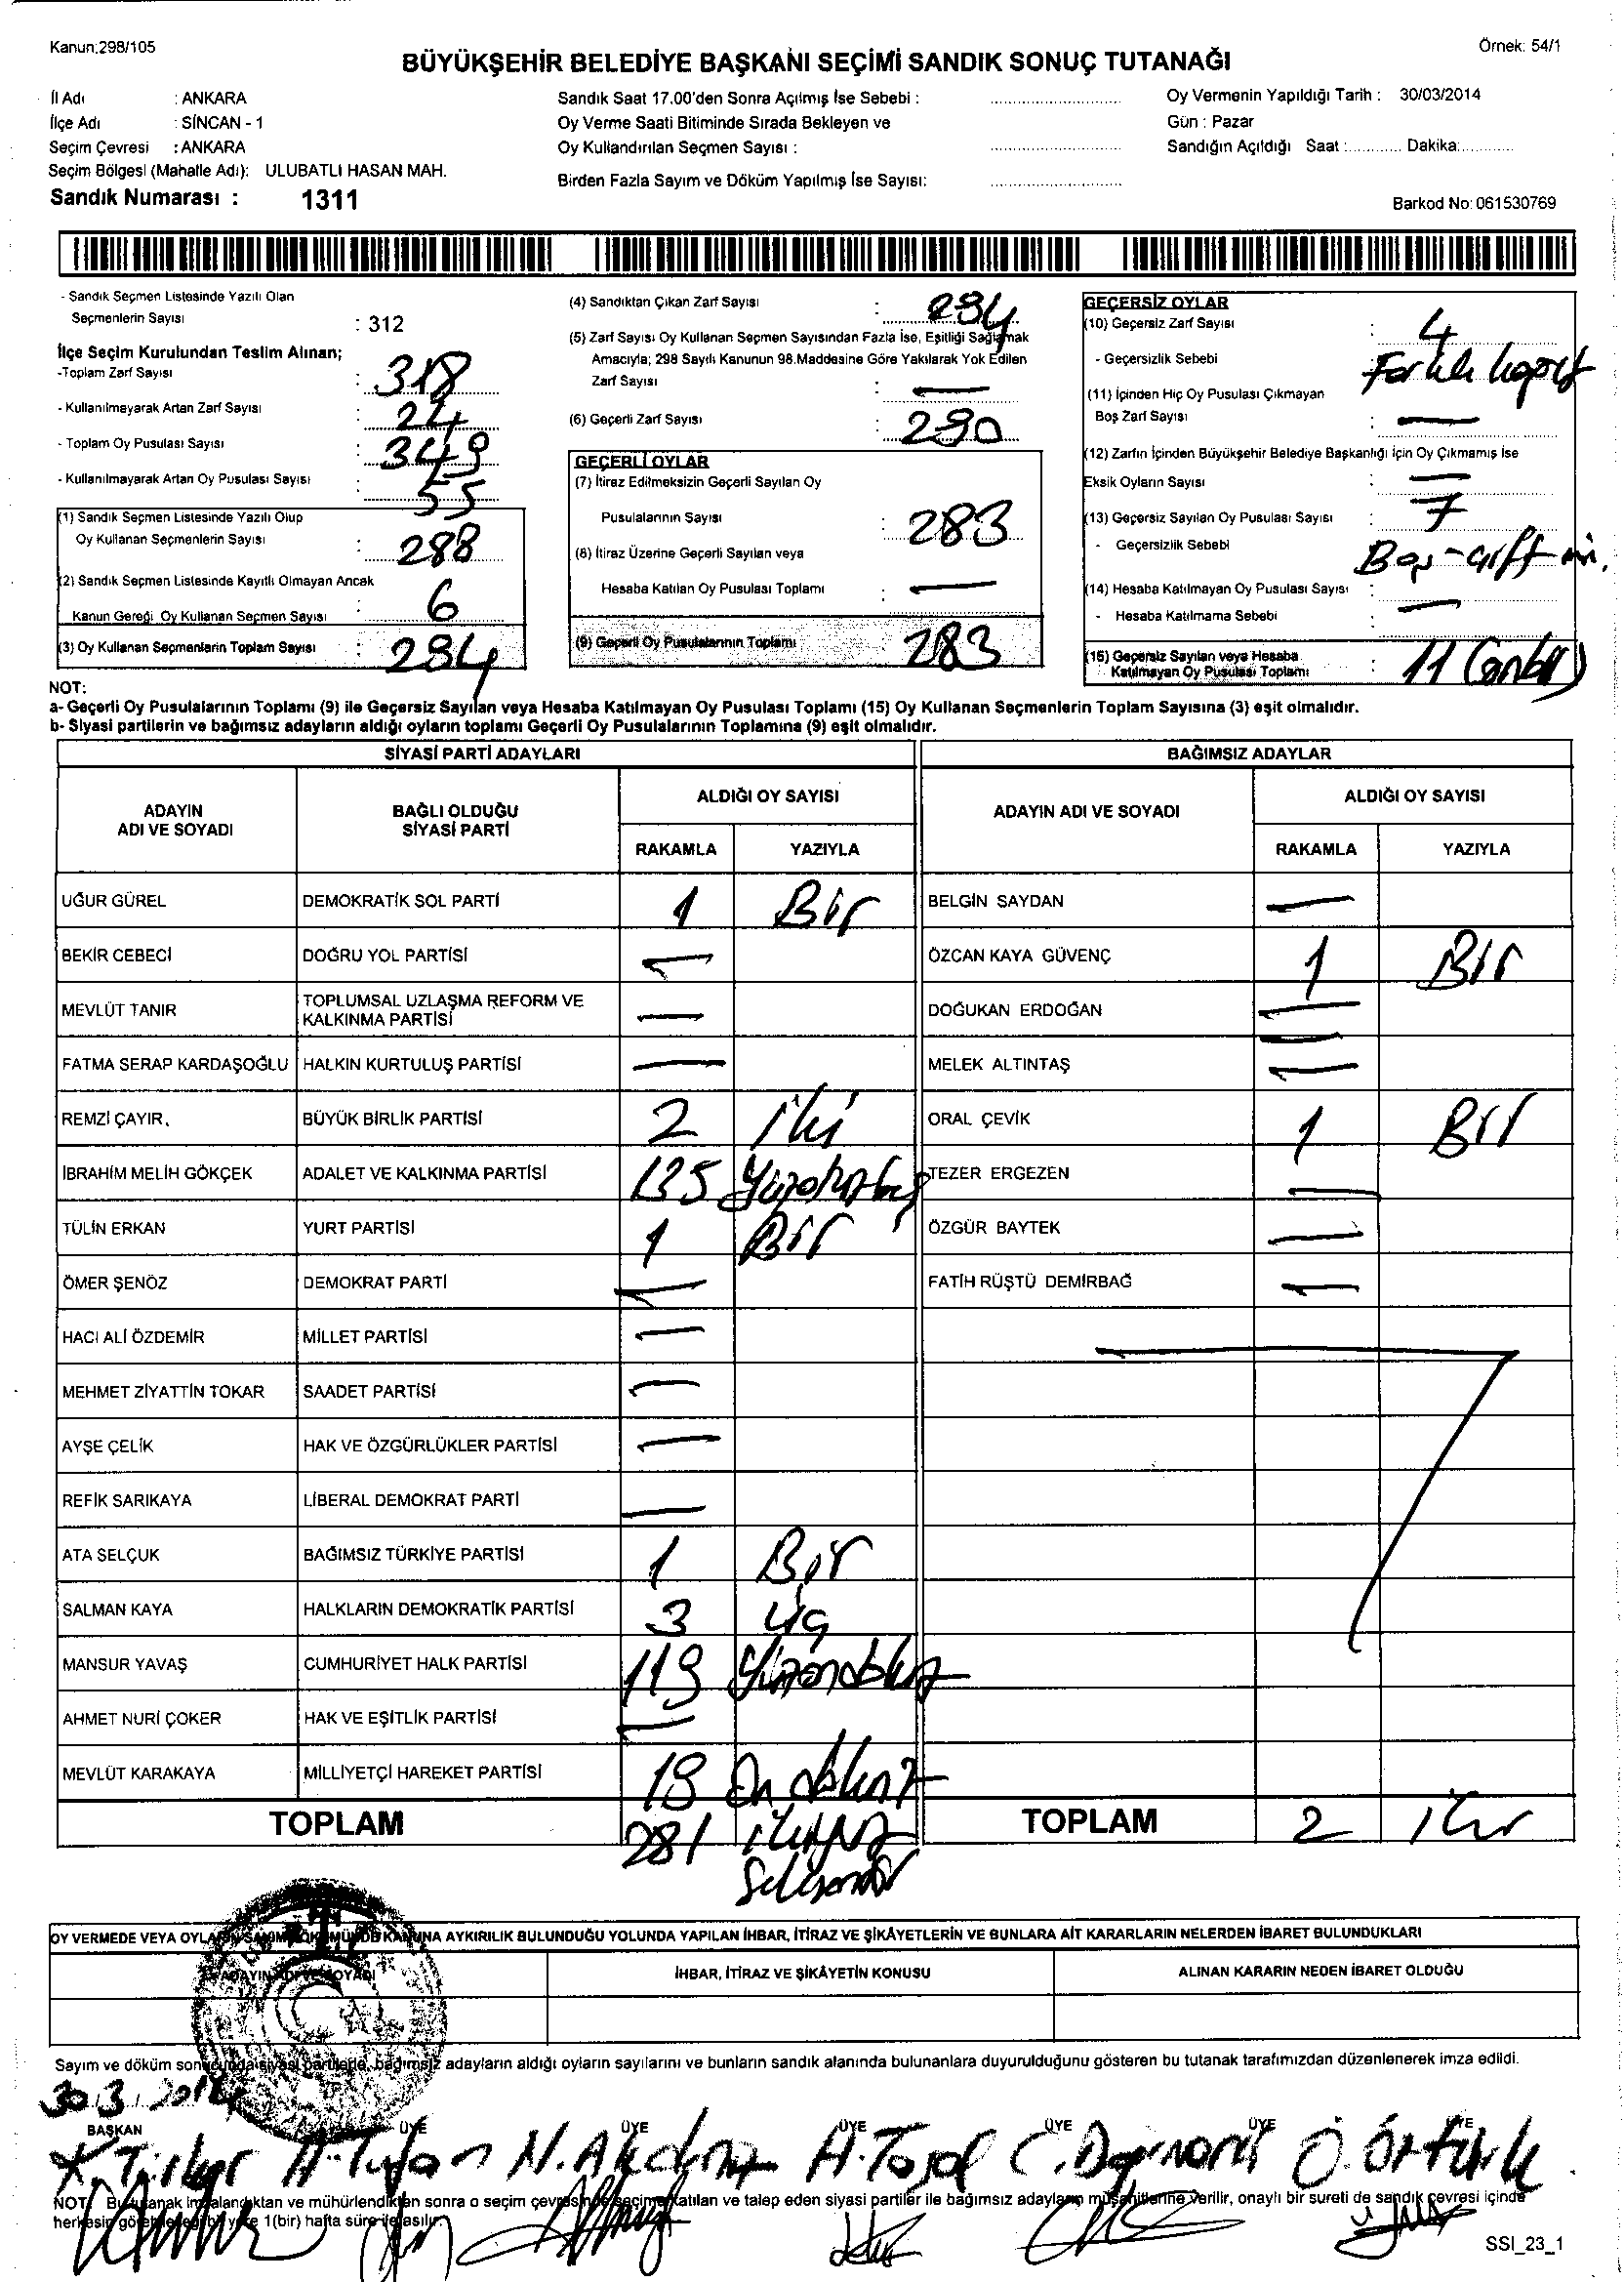 Kanun:298/105
Örnek: 54/1
BÜYÜKŞEHİR BELEDİYE BAŞKANI SEÇİMİ SANDIK SONUÇ TUTANAĞI
İl Adı : ANKARA
İlçe Adı : SİNCAN - 1
Seçim Çevresi : ANKARA
Seçim Bölgesi (Mahalle Adı): ULUBATLI HASAN MAH.
Sandık Numarası : 1311
Sandık Saat 17.00'den Sonra Açılmış İse Sebebi :
Oy Verme Saati Bitiminde Sırada Bekleyen ve
Oy Kullandırılan Seçmen Sayısı :
Birden Fazla Sayım ve Döküm Yapılmış İse Sayısı:
Oy Vermenin Yapıldığı Tarih : 30/03/2014
Gün : Pazar
Sandığın Açıldığı Saat : Dakika:
Barkod No: 061530769
- Sandık Seçmen Listesinde Yazılı Olan
Seçmenlerin Sayısı : 312
İlçe Seçim Kurulundan Teslim Alınan;
-Toplam Zarf Sayısı : 318
- Kullanılmayarak Artan Zarf Sayısı : 24
- Toplam Oy Pusulası Sayısı : 349
- Kullanılmayarak Artan Oy Pusulası Sayısı : 55
(1) Sandık Seçmen Listesinde Yazılı Olup
Oy Kullanan Seçmenlerin Sayısı : 288
(2) Sandık Seçmen Listesinde Kayıtlı Olmayan Ancak
Kanun Gereği Oy Kullanan Seçmen Sayısı : 6
(3) Oy Kullanan Seçmenlerin Toplam Sayısı : 294
(4) Sandıktan Çıkan Zarf Sayısı : 294
(5) Zarf Sayısı Oy Kullanan Seçmen Sayısından Fazla İse, Eşitliği Sağlamak
Amacıyla; 298 Sayılı Kanunun 98.Maddesine Göre Yakılarak Yok Edilen
Zarf Sayısı : —
(6) Geçerli Zarf Sayısı : 290
GEÇERLİ OYLAR
(7) İtiraz Edilmeksizin Geçerli Sayılan Oy
Pusulalarının Sayısı : 283
(8) İtiraz Üzerine Geçerli Sayılan veya
Hesaba Katılan Oy Pusulası Toplamı : —
(9) Geçerli Oy Pusulalarının Toplamı : 283
GEÇERSİZ OYLAR
(10) Geçersiz Zarf Sayısı : 4
- Geçersizlik Sebebi : Farklı
(11) İçinden Hiç Oy Pusulası Çıkmayan
Boş Zarf Sayısı : —
(12) Zarfın İçinden Büyükşehir Belediye Başkanlığı İçin Oy Çıkmamış İse
Eksik Oyların Sayısı : —
(13) Geçersiz Sayılan Oy Pusulası Sayısı : 7
- Geçersizlik Sebebi Boş-çift
(14) Hesaba Katılmayan Oy Pusulası Sayısı : —
- Hesaba Katılmama Sebebi :
(15) Geçersiz Sayılan veya Hesaba
Katılmayan Oy Pusulası Toplamı : 11 (onbir)
NOT:
a- Geçerli Oy Pusulalarının Toplamı (9) ile Geçersiz Sayılan veya Hesaba Katılmayan Oy Pusulası Toplamı (15) Oy Kullanan Seçmenlerin Toplam Sayısına (3) eşit olmalıdır.
b- Siyasi partilerin ve bağımsız adayların aldığı oyların toplamı Geçerli Oy Pusulalarının Toplamına (9) eşit olmalıdır.
SİYASİ PARTİ ADAYLARI
ADAYIN ADI VE SOYADI BAĞLI OLDUĞU SİYASİ PARTİ ALDIĞI OY SAYISI
RAKAMLA YAZIYLA
UĞUR GÜREL DEMOKRATİK SOL PARTİ 1 Bir
BEKİR CEBECİ DOĞRU YOL PARTİSİ —
MEVLÜT TANIR TOPLUMSAL UZLAŞMA REFORM VE KALKINMA PARTİSİ —
FATMA SERAP KARDAŞOĞLU HALKIN KURTULUŞ PARTİSİ —
REMZİ ÇAYIR. BÜYÜK BİRLİK PARTİSİ 2 iki
İBRAHİM MELİH GÖKÇEK ADALET VE KALKINMA PARTİSİ 135 Yüzotuzbeş
TÜLİN ERKAN YURT PARTİSİ 1 Bir
ÖMER ŞENÖZ DEMOKRAT PARTİ —
HACI ALİ ÖZDEMİR MİLLET PARTİSİ —
MEHMET ZİYATTİN TOKAR SAADET PARTİSİ —
AYŞE ÇELİK HAK VE ÖZGÜRLÜKLER PARTİSİ —
REFİK SARIKAYA LİBERAL DEMOKRAT PARTİ —
ATA SELÇUK BAĞIMSIZ TÜRKİYE PARTİSİ 1 Bir
SALMAN KAYA HALKLARIN DEMOKRATİK PARTİSİ 3 üç
MANSUR YAVAŞ CUMHURİYET HALK PARTİSİ 119 Yüzondokuz
AHMET NURİ ÇOKER HAK VE EŞİTLİK PARTİSİ —
MEVLÜT KARAKAYA MİLLİYETÇİ HAREKET PARTİSİ 19 On dokuz
TOPLAM 281 ikiyüz
Seksenbir
BAĞIMSIZ ADAYLAR
ADAYIN ADI VE SOYADI ALDIĞI OY SAYISI
RAKAMLA YAZIYLA
BELGİN SAYDAN —
ÖZCAN KAYA GÜVENÇ 1 Bir
DOĞUKAN ERDOĞAN —
MELEK ALTINTAŞ —
ORAL ÇEVİK 1 Bir
TEZER ERGEZEN —
ÖZGÜR BAYTEK —
FATİH RÜŞTÜ DEMİRBAĞ —
TOPLAM 2 iki
OY VERMEDE VEYA OYLARIN SAYIM DÖKÜMÜNDE KANUNA AYKIRILIK BULUNDUĞU YOLUNDA YAPILAN İHBAR, İTİRAZ VE ŞİKÂYETLERİN VE BUNLARA AİT KARARLARIN NELERDEN İBARET BULUNDUKLARI
ADAYIN ADI VE SOYADI İHBAR, İTİRAZ VE ŞİKÂYETİN KONUSU ALINAN KARARIN NEDEN İBARET OLDUĞU
Sayım ve döküm sonucunda siyasi partilerle, bağımsız adayların aldığı oyların sayılarını ve bunların sandık alanında bulunanlara duyurulduğunu gösteren bu tutanak tarafımızdan düzenlenerek imza edildi.
30.3.2014
BAŞKAN ÜYE ÜYE ÜYE ÜYE ÜYE ÜYE
A. Tufan N. Akdeniz Ö. Öztürk
NOT: Bu tutanak imzalandıktan ve mühürlendikten sonra o seçim çevresinde seçime katılan ve talep eden siyasi partiler ile bağımsız adayların müşahitlerine verilir, onaylı bir sureti de sandık çevresi içinde
herkesin görebileceği bir yere 1(bir) hafta süre ile asılır.
SSI_23_1